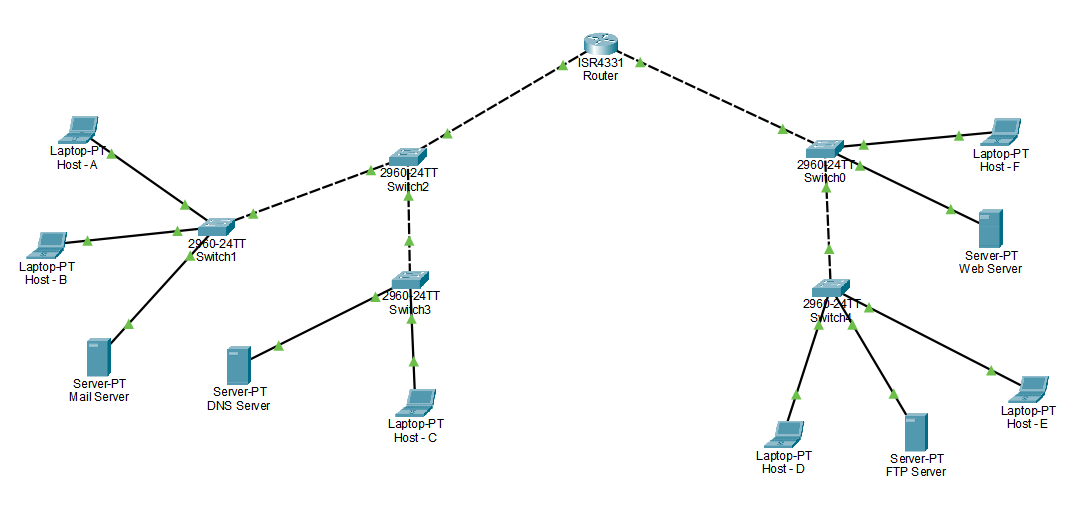 ISR4331
Router
Laptop-PT
Host - A
2960-24TT
Switch2
2960-24TT
Switch0
Laptop-PT
Host - F
2960-24TT
Switch1
Laptop-PT
Host - B
Server-PT
Web Server
2960-24TT
Switch3
2960-24TT
Switch4
Server-PT
Mail Server
Server-PT
DNS Server
Laptop-PT
Host - C
Laptop-PT
Host - E
Laptop-PT
Host - D
Server-PT
FTP Server